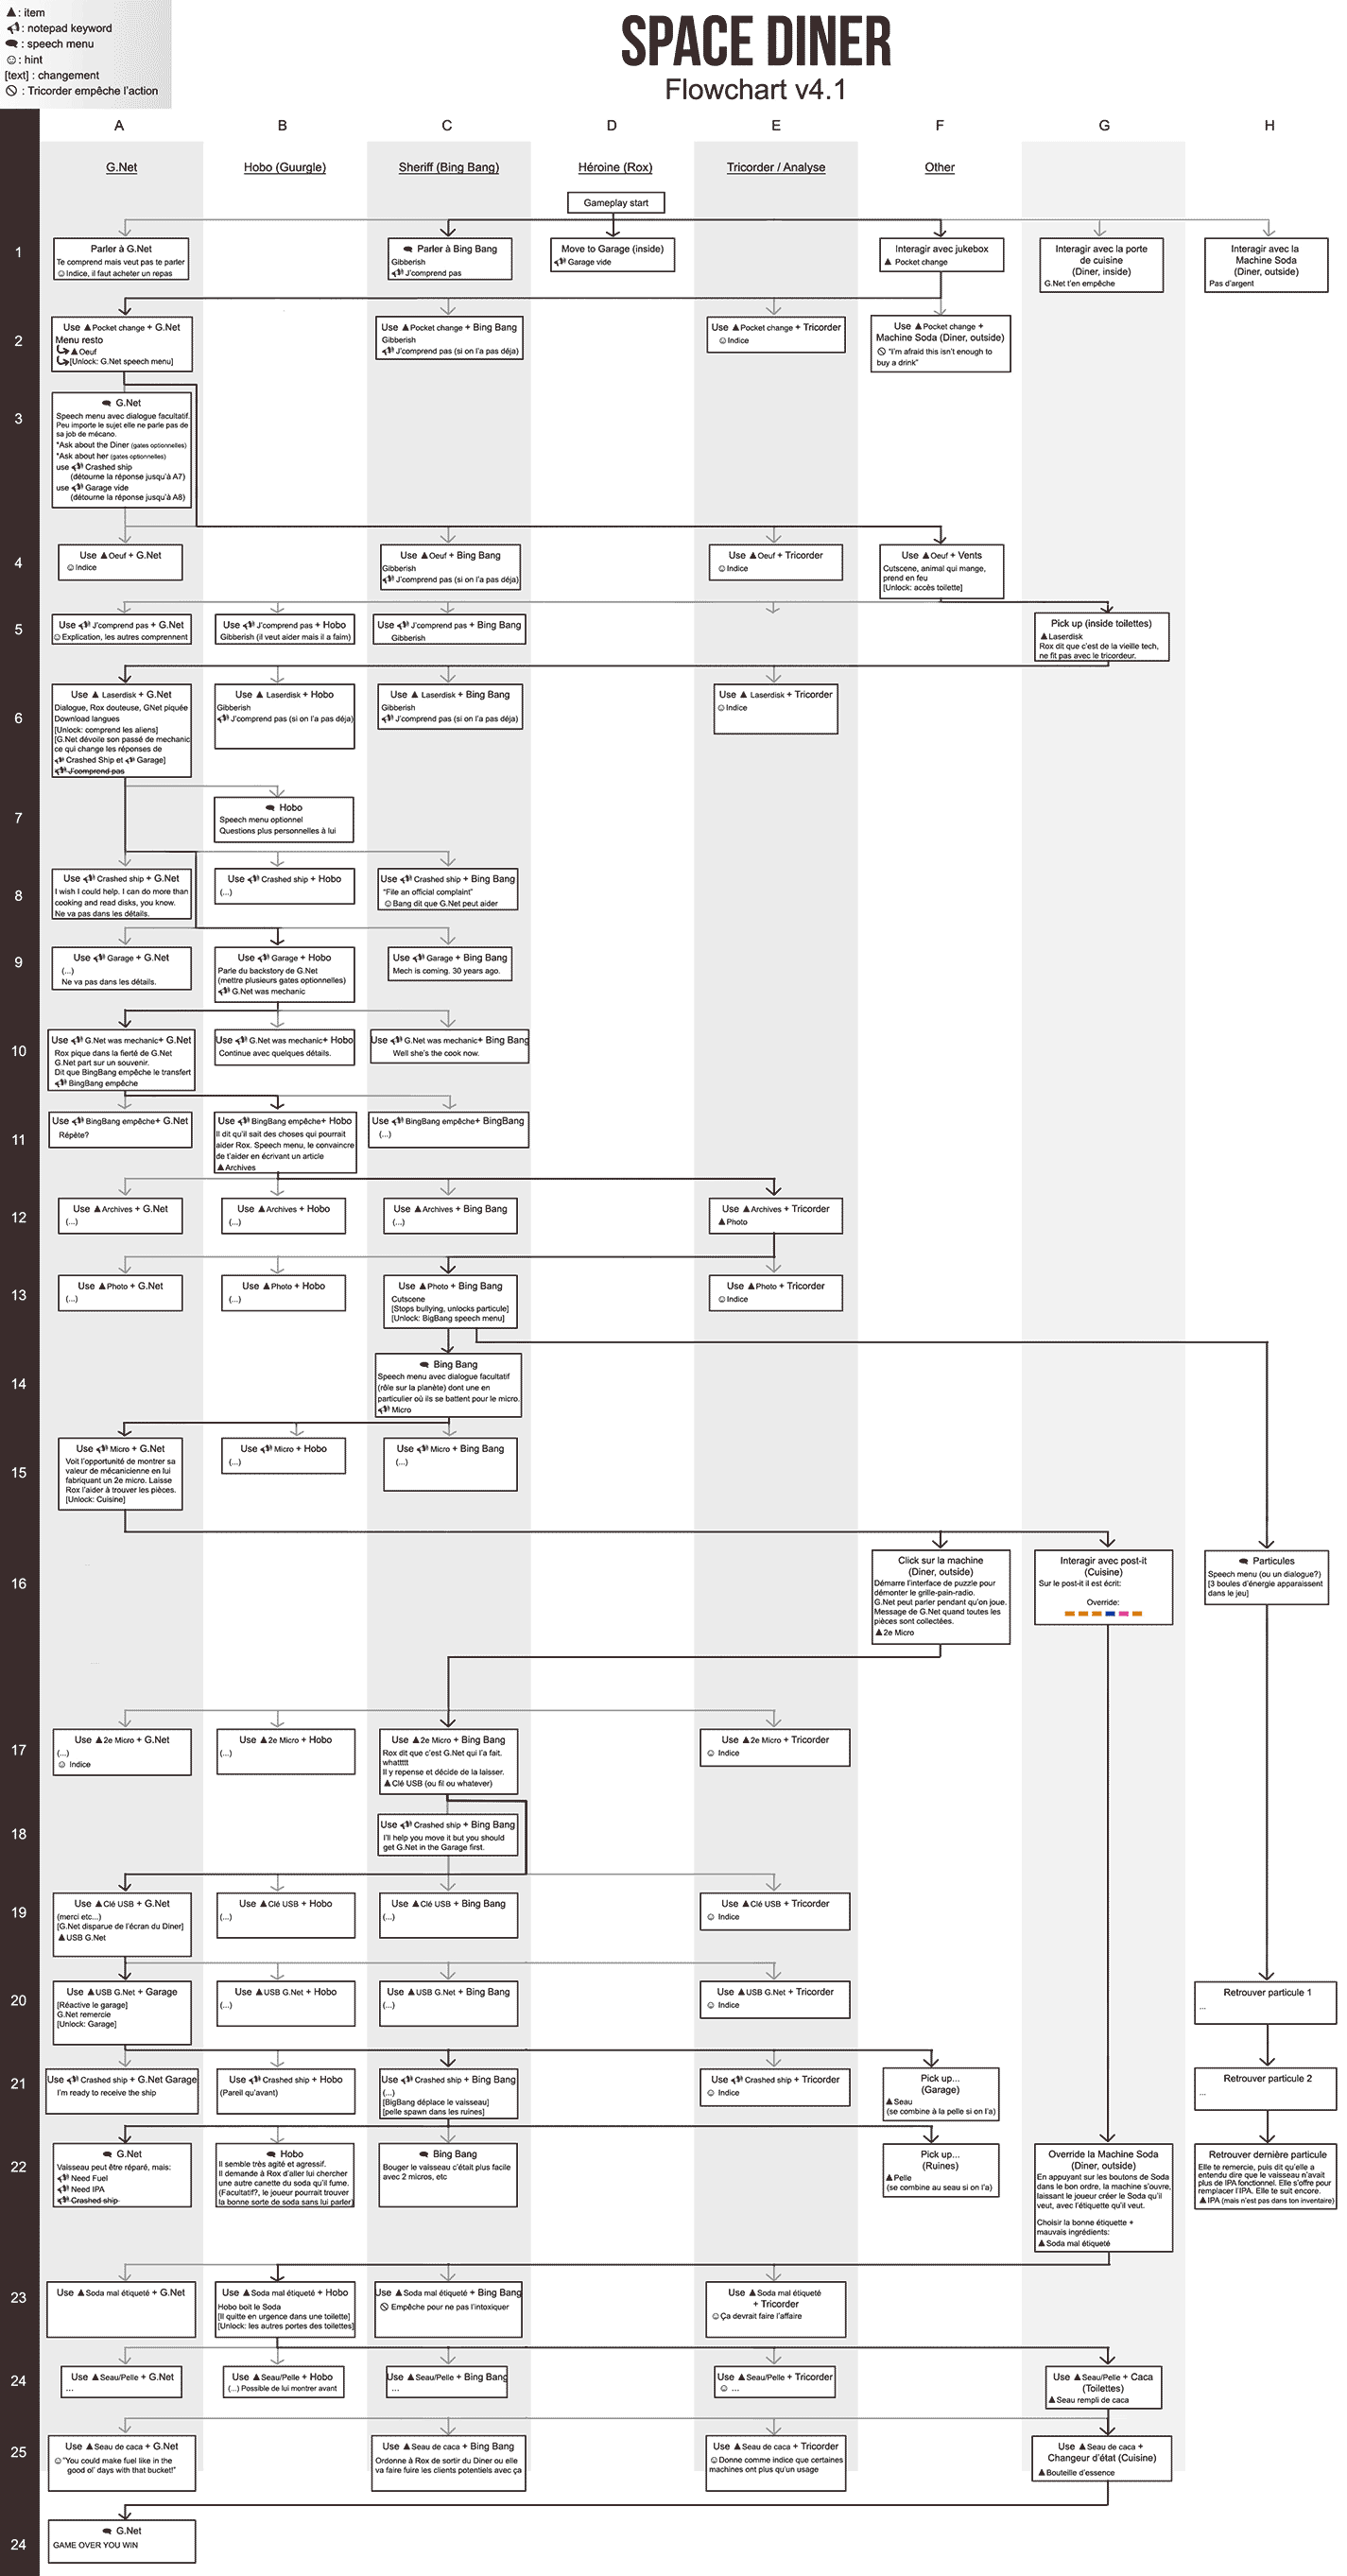 ▲ : item
: notepad keyword
: speech menu
☺ : hint
[text] : changement
🛇 : Tricorder empêche l'action
SPACE DINER
Flowchart v4.1
A B C D E F G H
G.Net
Hobo (Guurgle)
Sheriff (Bing Bang)
Héroine (Rox)
Tricorder / Analyse
Other
Gameplay start
1
Parler à G.Net
Te comprend mais veut pas te parler
☺ Indice, il faut acheter un repas
Parler à Bing Bang
Gibberish
J'comprend pas
Move to Garage (inside)
Garage vide
Interagir avec jukebox
▲ Pocket change
Interagir avec la porte
de cuisine
(Diner, inside)
G.Net t'en empêche
Interagir avec la
Machine Soda
(Diner, outside)
Pas d'argent
2
Use ▲ Pocket change + G.Net
Menu resto
▲ Oeuf
[Unlock: G.Net speech menu]
Use ▲ Pocket change + Bing Bang
Gibberish
J'comprend pas (si on l'a pas déja)
Use ▲ Pocket change + Tricorder
☺ Indice
Use ▲ Pocket change +
Machine Soda (Diner, outside)
🛇 "I'm afraid this isn't enough to
buy a drink"
3
G.Net
Speech menu avec dialogue facultatif.
Peu importe le sujet elle ne parle pas de
sa job de mécano.
*Ask about the Diner (gates optionnelles)
*Ask about her (gates optionnelles)
use Crashed ship
(détourne la réponse jusqu'à A7)
use Garage vide
(détourne la réponse jusqu'à A8)
4
Use ▲ Oeuf + G.Net
☺ Indice
Use ▲ Oeuf + Bing Bang
Gibberish
J'comprend pas (si on l'a pas déja)
Use ▲ Oeuf + Tricorder
☺ Indice
Use ▲ Oeuf + Vents
Cutscene, animal qui mange,
prend en feu
[Unlock: accès toilette]
5
Use J'comprend pas + G.Net
☺ Explication, les autres comprennent
Use J'comprend pas + Hobo
Gibberish (il veut aider mais il a faim)
Use J'comprend pas + Bing Bang
Gibberish
Pick up (inside toilettes)
▲ Laserdisk
Rox dit que c'est de la vieille tech,
ne fit pas avec le tricordeur.
6
Use ▲ Laserdisk + G.Net
Dialogue, Rox douteuse, GNet piquée
Download langues
[Unlock: comprend les aliens]
[G.Net dévoile son passé de mechanic
ce qui change les réponses de
Crashed Ship et Garage]
J'comprend pas
Use ▲ Laserdisk + Hobo
Gibberish
J'comprend pas (si on l'a pas déja)
Use ▲ Laserdisk + Bing Bang
Gibberish
J'comprend pas (si on l'a pas déja)
Use ▲ Laserdisk + Tricorder
☺ Indice
7
Hobo
Speech menu optionnel
Questions plus personnelles à lui
8
Use Crashed ship + G.Net
I wish I could help. I can do more than
cooking and read disks, you know.
Ne va pas dans les détails.
Use Crashed ship + Hobo
(...)
Use Crashed ship + Bing Bang
"File an official complaint"
☺ Bang dit que G.Net peut aider
9
Use Garage + G.Net
(...)
Ne va pas dans les détails.
Use Garage + Hobo
Parle du backstory de G.Net
(mettre plusieurs gates optionnelles)
G.Net was mechanic
Use Garage + Bing Bang
Mech is coming. 30 years ago.
10
Use G.Net was mechanic+ G.Net
Rox pique dans la fierté de G.Net
G.Net part sur un souvenir.
Dit que BingBang empêche le transfert
BingBang empêche
Use G.Net was mechanic+ Hobo
Continue avec quelques détails.
Use G.Net was mechanic+ Bing Bang
Well she's the cook now.
11
Use BingBang empêche+ G.Net
Répète?
Use BingBang empêche+ Hobo
Il dit qu'il sait des choses qui pourrait
aider Rox. Speech menu, le convaincre
de t'aider en écrivant un article
▲ Archives
Use BingBang empêche+ BingBang
(...)
12
Use ▲ Archives + G.Net
(...)
Use ▲ Archives + Hobo
(...)
Use ▲ Archives + Bing Bang
(...)
Use ▲ Archives + Tricorder
▲ Photo
13
Use ▲ Photo + G.Net
(...)
Use ▲ Photo + Hobo
(...)
Use ▲ Photo + Bing Bang
Cutscene
[Stops bullying, unlocks particule]
[Unlock: BigBang speech menu]
Use ▲ Photo + Tricorder
☺ Indice
14
Bing Bang
Speech menu avec dialogue facultatif
(rôle sur la planète) dont une en
particulier où ils se battent pour le micro.
Micro
15
Use Micro + G.Net
Voit l'opportunité de montrer sa
valeur de mécanicienne en lui
fabriquant un 2e micro. Laisse
Rox l'aider à trouver les pièces.
[Unlock: Cuisine]
Use Micro + Hobo
(...)
Use Micro + Bing Bang
(...)
16
Click sur la machine
(Diner, outside)
Démarre l'interface de puzzle pour
démonter le grille-pain-radio.
G.Net peut parler pendant qu'on joue.
Message de G.Net quand toutes les
pièces sont collectées.
▲ 2e Micro
Interagir avec post-it
(Cuisine)
Sur le post-it il est écrit:
Override:
Particules
Speech menu (ou un dialogue?)
[3 boules d'énergie apparaissent
dans le jeu]
17
Use ▲ 2e Micro + G.Net
(...)
☺ Indice
Use ▲ 2e Micro + Hobo
(...)
Use ▲ 2e Micro + Bing Bang
Rox dit que c'est G.Net qui l'a fait.
whattttt
Il y repense et décide de la laisser.
▲ Clé USB (ou fil ou whatever)
Use ▲ 2e Micro + Tricorder
☺ Indice
18
Use Crashed ship + Bing Bang
I'll help you move it but you should
get G.Net in the Garage first.
19
Use ▲ Clé USB + G.Net
(merci etc...)
[G.Net disparue de l'écran du Diner]
▲ USB G.Net
Use ▲ Clé USB + Hobo
(...)
Use ▲ Clé USB + Bing Bang
(...)
Use ▲ Clé USB + Tricorder
☺ Indice
20
Use ▲ USB G.Net + Garage
[Réactive le garage]
G.Net remercie
[Unlock: Garage]
Use ▲ USB G.Net + Hobo
(...)
Use ▲ USB G.Net + Bing Bang
(...)
Use ▲ USB G.Net + Tricorder
☺ Indice
Retrouver particule 1
...
21
Use Crashed ship + G.Net Garage
I'm ready to receive the ship
Use Crashed ship + Hobo
(Pareil qu'avant)
Use Crashed ship + Bing Bang
(...)
[BigBang déplace le vaisseau]
[pelle spawn dans les ruines]
Use Crashed ship + Tricorder
☺ Indice
Pick up...
(Garage)
▲ Seau
(se combine à la pelle si on l'a)
Retrouver particule 2
...
22
G.Net
Vaisseau peut être réparé, mais:
Need Fuel
Need IPA
Crashed ship
Hobo
Il semble très agité et agressif.
Il demande à Rox d'aller lui chercher
une autre canette du soda qu'il fume.
(Facultatif?, le joueur pourrait trouver
la bonne sorte de soda sans lui parler)
Bing Bang
Bouger le vaisseau c'était plus facile
avec 2 micros, etc
Pick up...
(Ruines)
▲ Pelle
(se combine au seau si on l'a)
Override la Machine Soda
(Diner, outside)
En appuyant sur les boutons de Soda
dans le bon ordre, la machine s'ouvre,
laissant le joueur créer le Soda qu'il
veut, avec l'étiquette qu'il veut.
Choisir la bonne étiquette +
mauvais ingrédients:
▲ Soda mal étiqueté
Retrouver dernière particule
Elle te remercie, puis dit qu'elle a
entendu dire que le vaisseau n'avait
plus de IPA fonctionnel. Elle s'offre pour
remplacer l'IPA. Elle te suit encore.
▲ IPA (mais n'est pas dans ton inventaire)
23
Use ▲ Soda mal étiqueté + G.Net
Use ▲ Soda mal étiqueté + Hobo
Hobo boit le Soda
[Il quitte en urgence dans une toilette]
[Unlock: les autres portes des toilettes]
Use ▲ Soda mal étiqueté + Bing Bang
🛇 Empêche pour ne pas l'intoxiquer
Use ▲ Soda mal étiqueté
+ Tricorder
☺ Ça devrait faire l'affaire
24
Use ▲ Seau/Pelle + G.Net
...
Use ▲ Seau/Pelle + Hobo
(...) Possible de lui montrer avant
Use ▲ Seau/Pelle + Bing Bang
...
Use ▲ Seau/Pelle + Tricorder
☺ ...
Use ▲ Seau/Pelle + Caca
(Toilettes)
▲ Seau rempli de caca
25
Use ▲ Seau de caca + G.Net
☺ "You could make fuel like in the
good ol' days with that bucket!"
Use ▲ Seau de caca + Bing Bang
Ordonne à Rox de sortir du Diner ou elle
va faire fuire les clients potentiels avec ça
Use ▲ Seau de caca + Tricorder
☺ Donne comme indice que certaines
machines ont plus qu'un usage
Use ▲ Seau de caca +
Changeur d'état (Cuisine)
▲ Bouteille d'essence
24
G.Net
GAME OVER YOU WIN